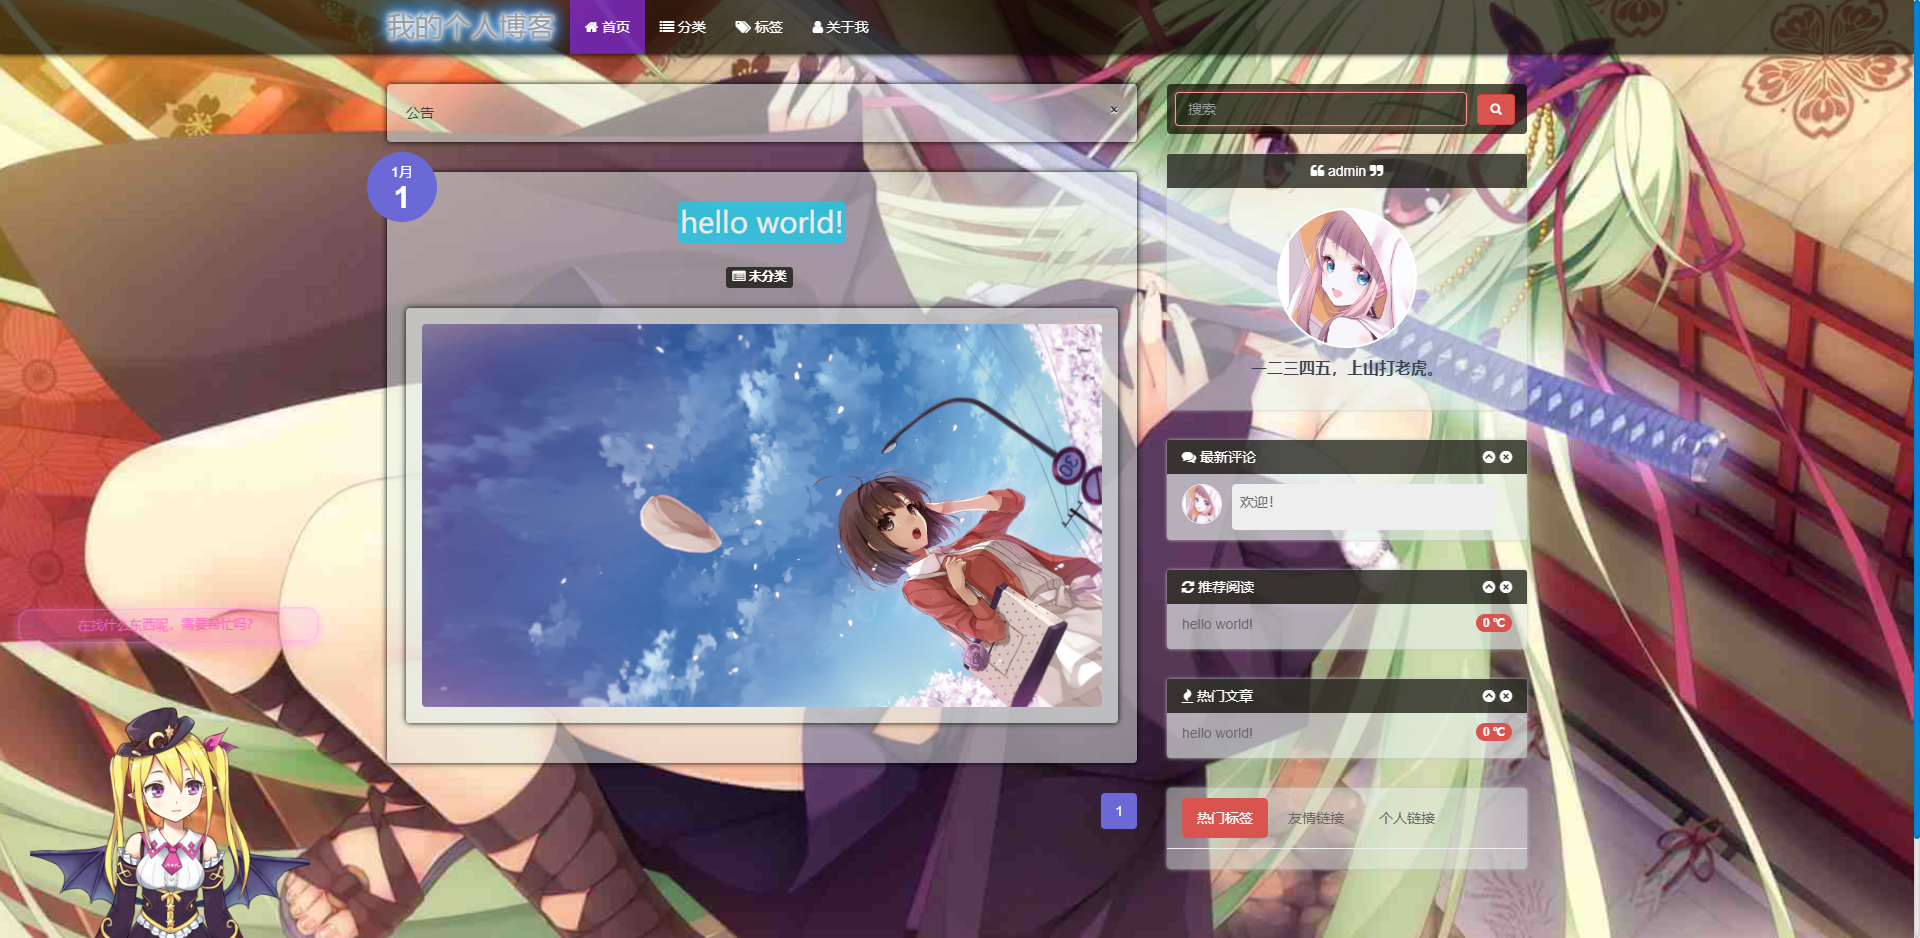 我的个人博客
首页
分类
标签
关于我
公告
×
1月
1
hello world!
未分类
30
1
搜索
admin
一二三四五，上山打老虎。
最新评论
欢迎！
推荐阅读
hello world!
0 ℃
热门文章
hello world!
0 ℃
热门标签
友情链接
个人链接
在找什么东西呢，需要帮忙吗？